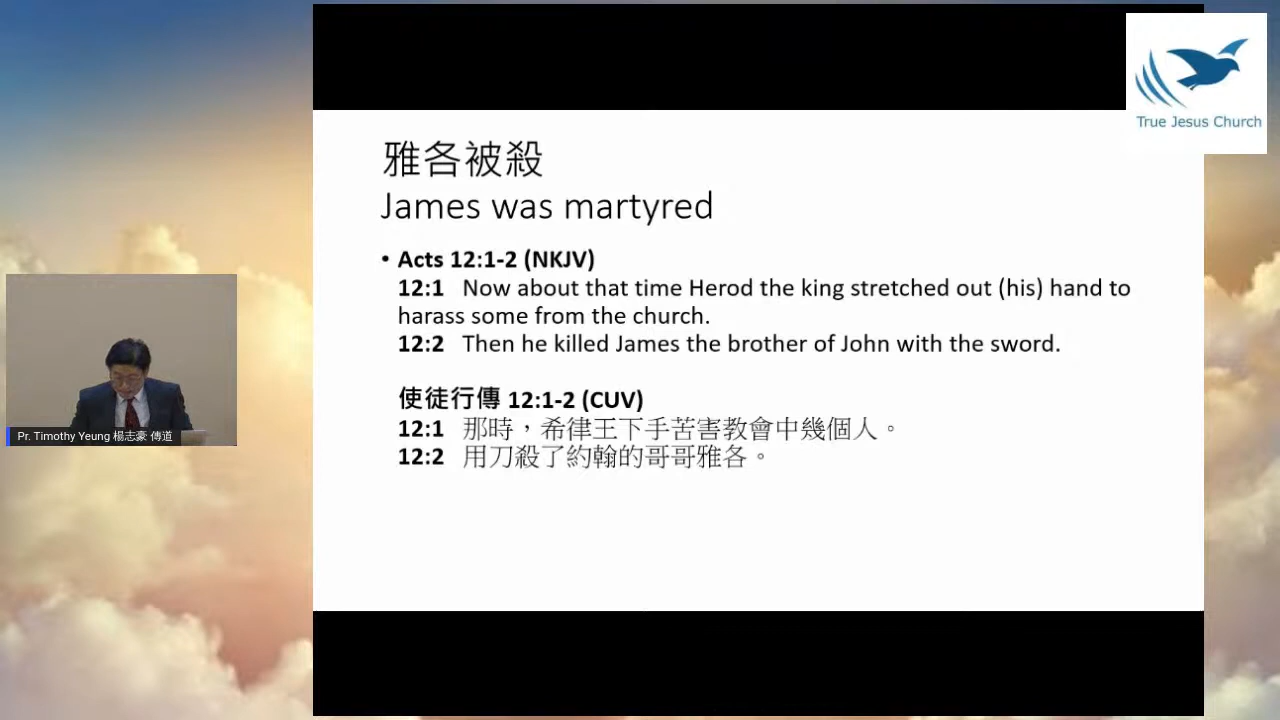 True Jesus Church
雅各被殺
James was martyred
• Acts 12:1-2 (NKJV)
12:1 Now about that time Herod the king stretched out (his) hand to
harass some from the church.
12:2 Then he killed James the brother of John with the sword.
使徒行傳 12:1-2 (CUV)
12:1 那時，希律王下手苦害教會中幾個人。
12:2 用刀殺了約翰的哥哥雅各。
Pr. Timothy Yeung 楊志豪 傳道